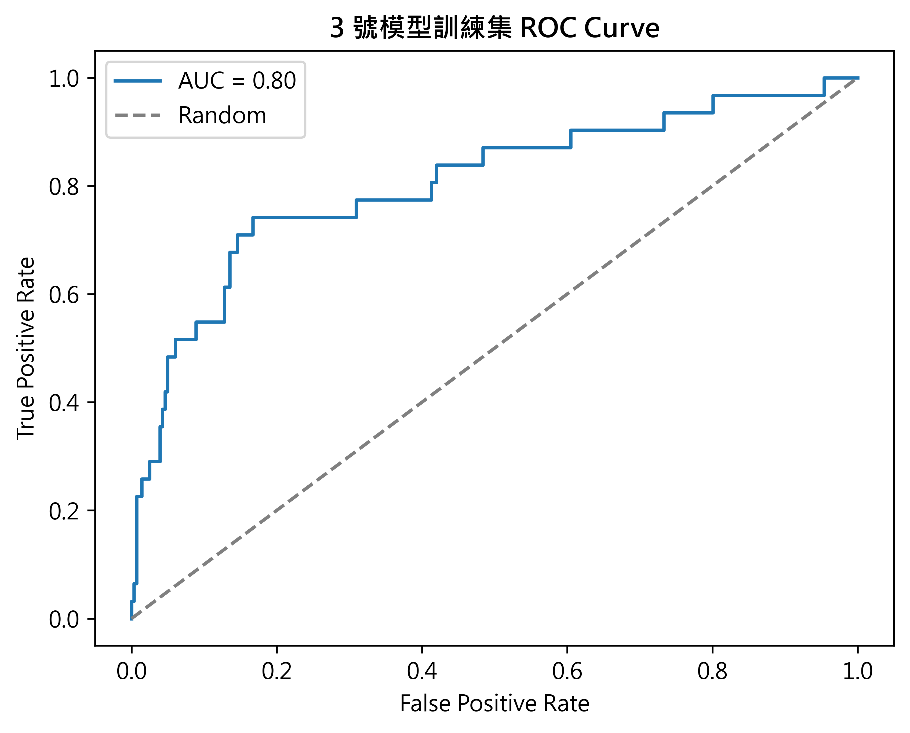 3 號模型訓練集 ROC Curve
AUC = 0.80
Random
1.0
0.8
0.6
0.4
0.2
0.0
True Positive Rate
0.0 0.2 0.4 0.6 0.8 1.0
False Positive Rate